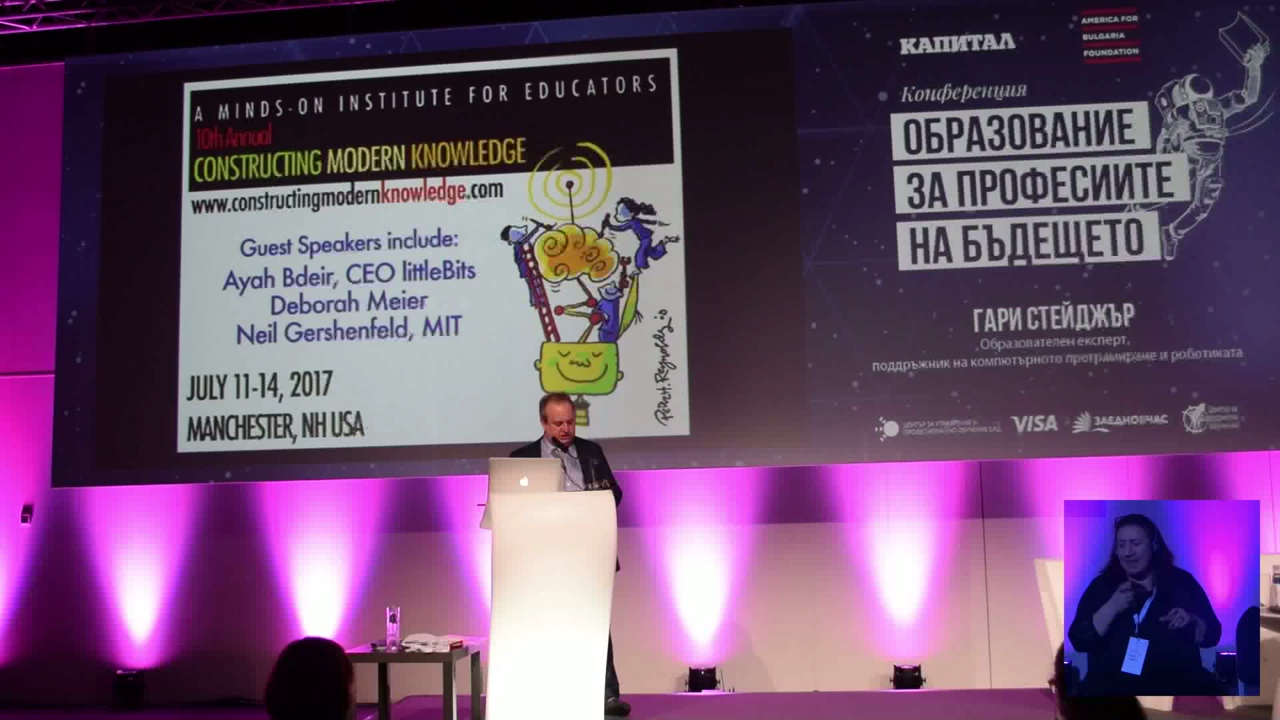 A MINDS-ON INSTITUTE FOR EDUCATORS
10th Annual
CONSTRUCTING MODERN KNOWLEDGE
www.constructingmodernknowledge.com
Guest Speakers include:
Ayah Bdeir, CEO littleBits
Deborah Meier
Neil Gershenfeld, MIT
JULY 11-14, 2017
MANCHESTER, NH USA
КАПИТАЛ
AMERICA FOR
BULGARIA
FOUNDATION
Конференция
ОБРАЗОВАНИЕ
ЗА ПРОФЕСИИТЕ
НА БЪДЕЩЕТО
ГАРИ СТЕЙДЖЪР
Образователен експерт,
поддръжник на компютърното програмиране и роботиката
VISA
ЗАЕДНОВЧАС